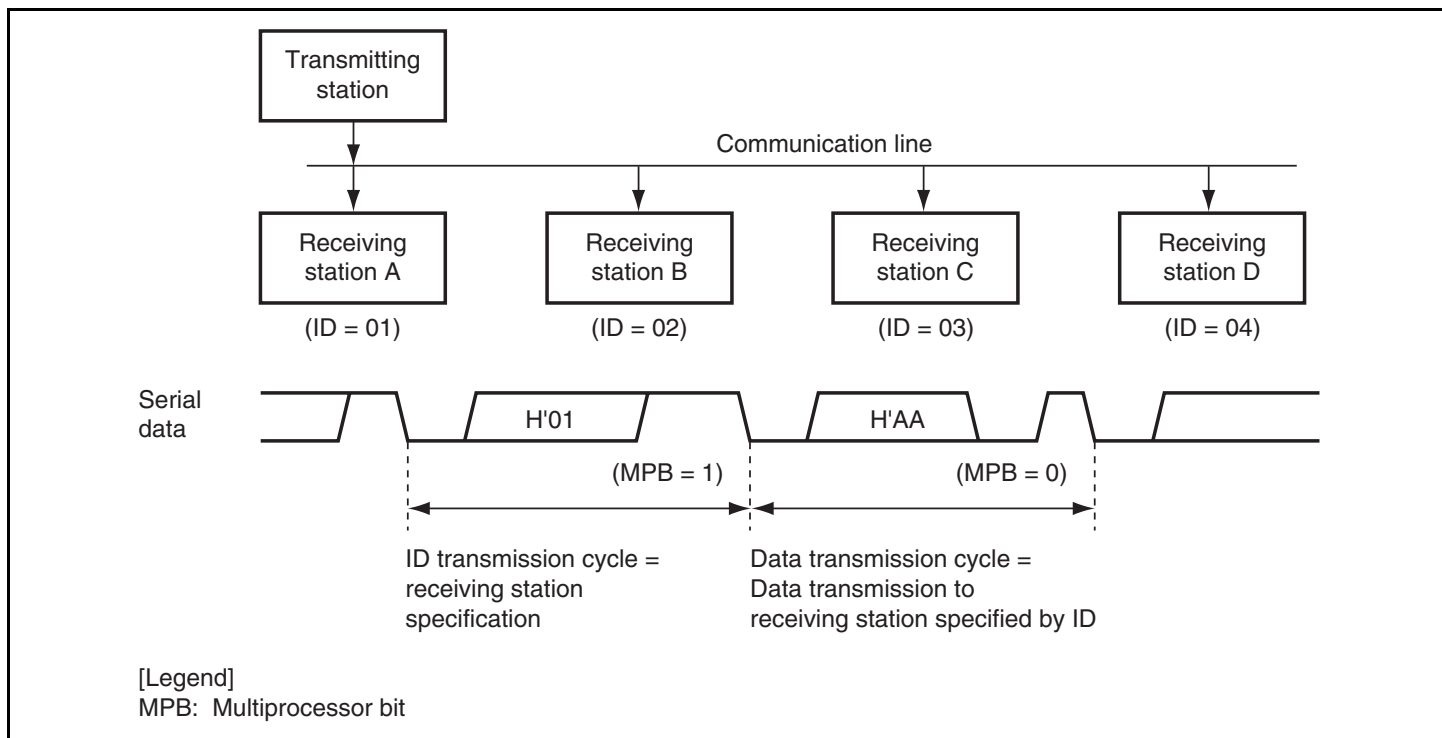 Transmitting
station
Communication line
Receiving
station A
Receiving
station B
Receiving
station C
Receiving
station D
(ID = 01)
(ID = 02)
(ID = 03)
(ID = 04)
Serial
data
H'01
H'AA
(MPB = 1)
(MPB = 0)
ID transmission cycle =
receiving station
specification
Data transmission cycle =
Data transmission to
receiving station specified by ID
[Legend]
MPB: Multiprocessor bit